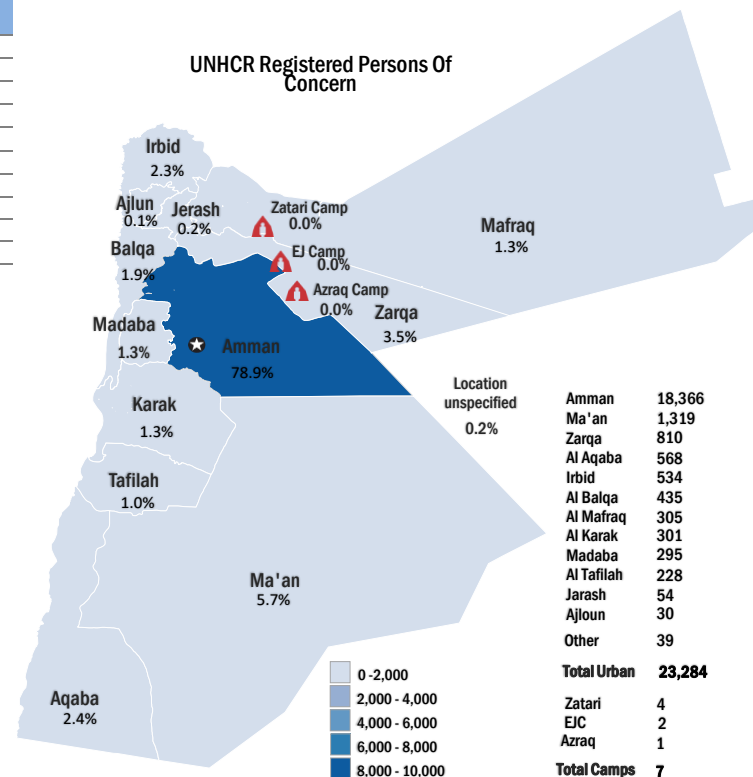 UNHCR Registered Persons Of
Concern
Irbid
2.3%
Ajlun
0.1%
Jerash
0.2%
Zatari Camp
0.0%
Mafraq
1.3%
Balqa
1.9%
EJ Camp
0.0%
Azraq Camp
0.0%
Zarqa
3.5%
Madaba
1.3%
Amman
78.9%
Karak
1.3%
Location
unspecified
0.2%
Tafilah
1.0%
Ma'an
5.7%
Aqaba
2.4%
0 -2,000
2,000 - 4,000
4,000 - 6,000
6,000 - 8,000
8,000 - 10,000
Amman 18,366
Ma'an 1,319
Zarqa 810
Al Aqaba 568
Irbid 534
Al Balqa 435
Al Mafraq 305
Al Karak 301
Madaba 295
Al Tafilah 228
Jarash 54
Ajloun 30
Other 39
Total Urban 23,284
Zatari 4
EJC 2
Azraq 1
Total Camps 7